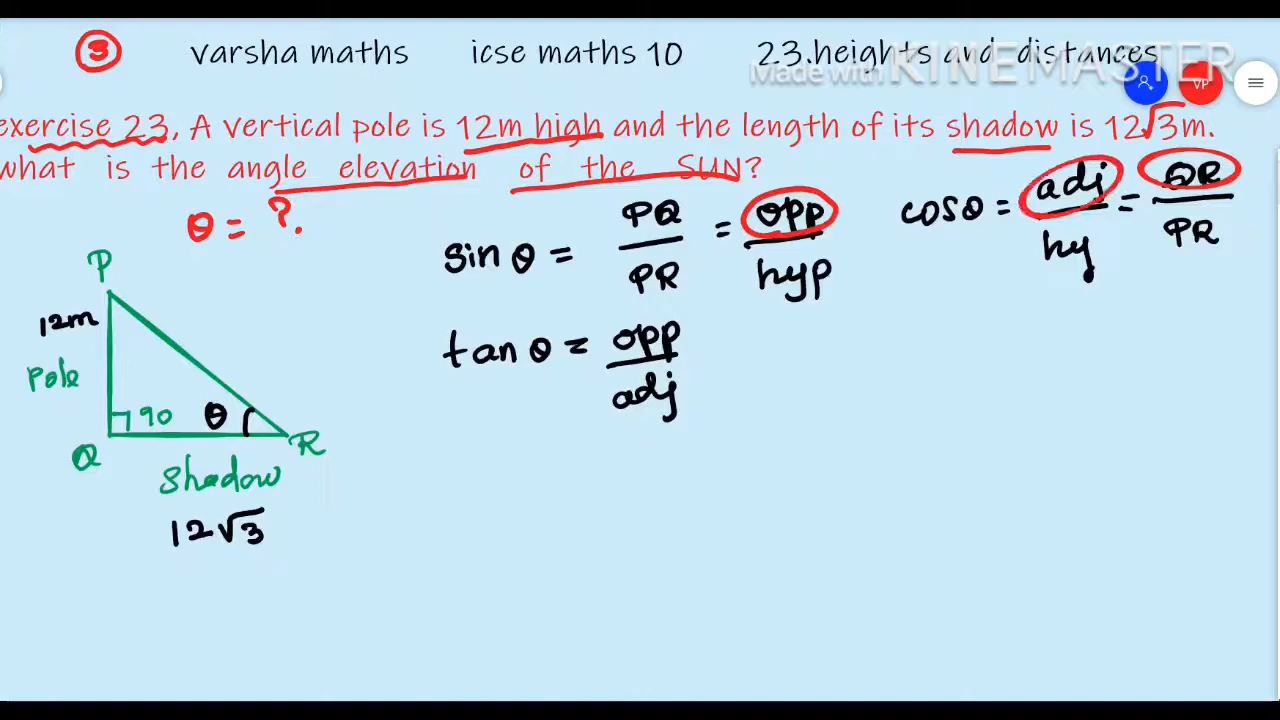 3 varsha maths icse maths 10 23.heights and distances
Made with KINEMASTER
VP
exercise 23, A vertical pole is 12m high and the length of its shadow is 12√3m.
what is the angle elevation of the SUN?
θ = ?.
sin θ = PQ/PR = opp/hyp
cosθ = adj/hy = QR/PR
tan θ = opp/adj
P
12m
Pole
90 θ
Q R
Shadow
12√3